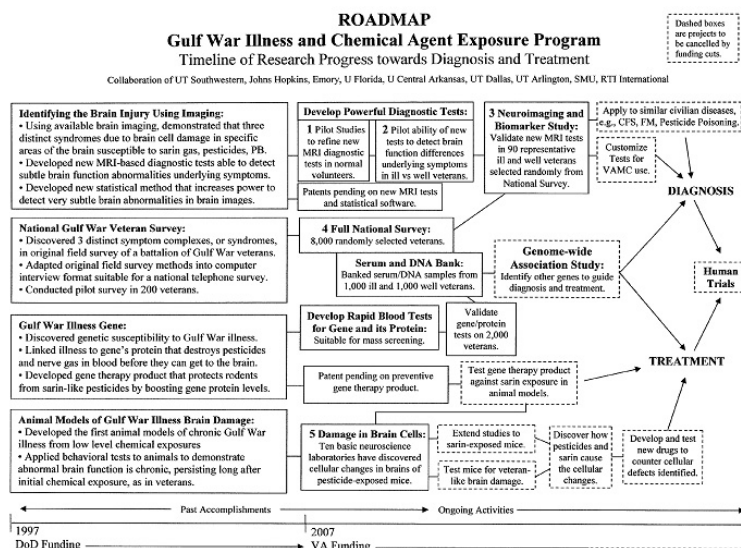 ROADMAP
Gulf War Illness and Chemical Agent Exposure Program
Timeline of Research Progress towards Diagnosis and Treatment
Collaboration of UT Southwestern, Johns Hopkins, Emory, U Florida, U Central Arkansas, UT Dallas, UT Arlington, SMU, RTI International
Dashed boxes
are projects to
be cancelled by
funding cuts.
Identifying the Brain Injury Using Imaging:
• Using available brain imaging, demonstrated that three
distinct syndromes due to brain cell damage in specific
areas of the brain susceptible to sarin gas, pesticides, PB.
• Developed new MRI-based diagnostic tests able to detect
subtle brain function abnormalities underlying symptoms.
• Developed new statistical method that increases power to
detect very subtle brain abnormalities in brain images.
Develop Powerful Diagnostic Tests:
1 Pilot Studies
to refine new
MRI diagnostic
tests in normal
volunteers.
2 Pilot ability of new
tests to detect brain
function differences
underlying symptoms
in ill vs well veterans.
Patents pending on new MRI tests
and statistical software.
3 Neuroimaging and
Biomarker Study:
Validate new MRI tests
in 90 representative
ill and well veterans
selected randomly from
National Survey.
Apply to similar civilian diseases,
e.g., CFS, FM, Pesticide Poisoning.
Customize
Tests for
VAMC use.
DIAGNOSIS
National Gulf War Veteran Survey:
• Discovered 3 distinct symptom complexes, or syndromes,
in original field survey of a battalion of Gulf War veterans.
• Adapted original field survey methods into computer
interview format suitable for a national telephone survey.
• Conducted pilot survey in 200 veterans.
4 Full National Survey:
8,000 randomly selected veterans.
Serum and DNA Bank:
Banked serum/DNA samples from
1,000 ill and 1,000 well veterans.
Genome-wide
Association Study:
Identify other genes to guide
diagnosis and treatment.
Human
Trials
Gulf War Illness Gene:
• Discovered genetic susceptibility to Gulf War illness.
• Linked illness to gene's protein that destroys pesticides
and nerve gas in blood before they can get to the brain.
• Developed gene therapy product that protects rodents
from sarin-like pesticides by boosting gene protein levels.
Develop Rapid Blood Tests
for Gene and its Protein:
Suitable for mass screening.
Validate
gene/protein
tests on 2,000
veterans.
Patent pending on preventive
gene therapy product.
Test gene therapy product
against sarin exposure in
animal models.
TREATMENT
Animal Models of Gulf War Illness Brain Damage:
• Developed the first animal models of chronic Gulf War
illness from low level chemical exposures
• Applied behavioral tests to animals to demonstrate
abnormal brain function is chronic, persisting long after
initial chemical exposure, as in veterans.
5 Damage in Brain Cells:
Ten basic neuroscience
laboratories have discovered
cellular changes in brains of
pesticide-exposed mice.
Extend studies to
sarin-exposed mice.
Test mice for veteran-
like brain damage.
Discover how
pesticides and
sarin cause the
cellular
changes.
Develop and test
new drugs to
counter cellular
defects identified.
Past Accomplishments
Ongoing Activities
1997
2007
DoD Funding
VA Funding